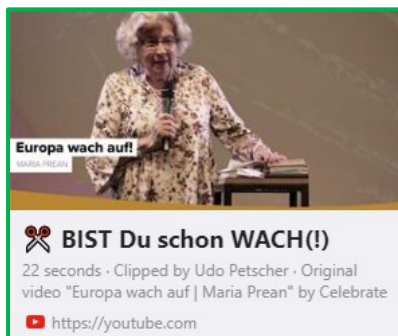 Europa wach auf!
MARIA PREAN
BIST Du schon WACH(!)
22 seconds · Clipped by Udo Petscher · Original
video "Europa wach auf | Maria Prean" by Celebrate
https://youtube.com